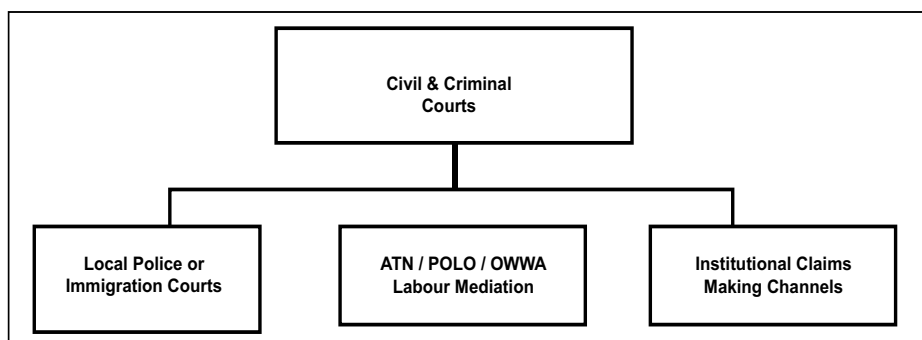 Civil & Criminal
Courts
Local Police or
Immigration Courts
ATN / POLO / OWWA
Labour Mediation
Institutional Claims
Making Channels